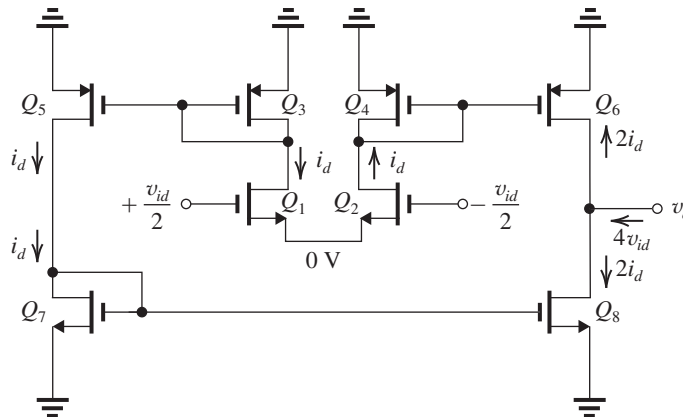 Q5 Q3 Q4 Q6
i_d i_d i_d 2i_d
+ v_id/2 Q1 Q2 − v_id/2
0 V
4v_id
i_d 2i_d
Q7 Q8